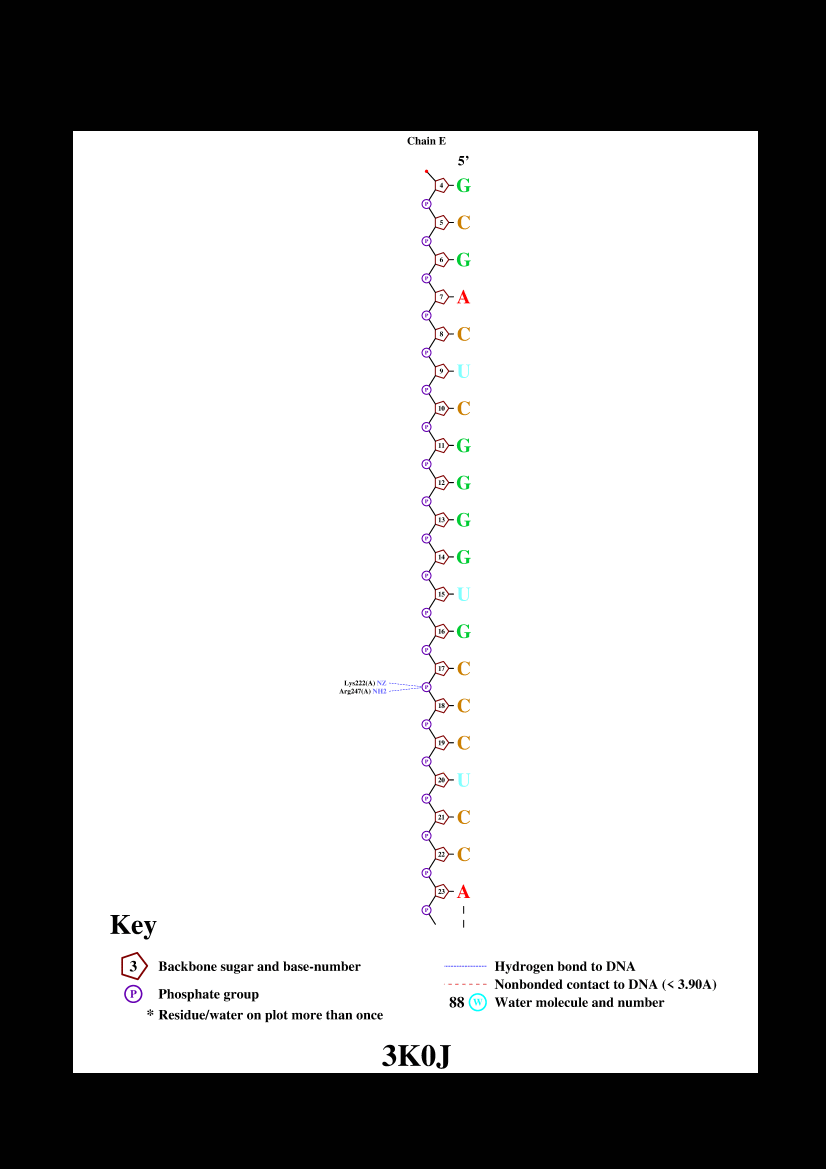 Chain E
5’
4 G
P
5 C
P
6 G
P
7 A
P
8 C
P
9 U
P
10 C
P
11 G
P
12 G
P
13 G
P
14 G
P
15 U
P
16 G
P
17 C
Lys222(A) NZ
P
Arg247(A) NH2
18 C
P
19 C
P
20 U
P
21 C
P
22 C
P
23 A
P
Key
3 Backbone sugar and base-number
P Phosphate group
* Residue/water on plot more than once
Hydrogen bond to DNA
Nonbonded contact to DNA (< 3.90A)
88 W Water molecule and number
3K0J